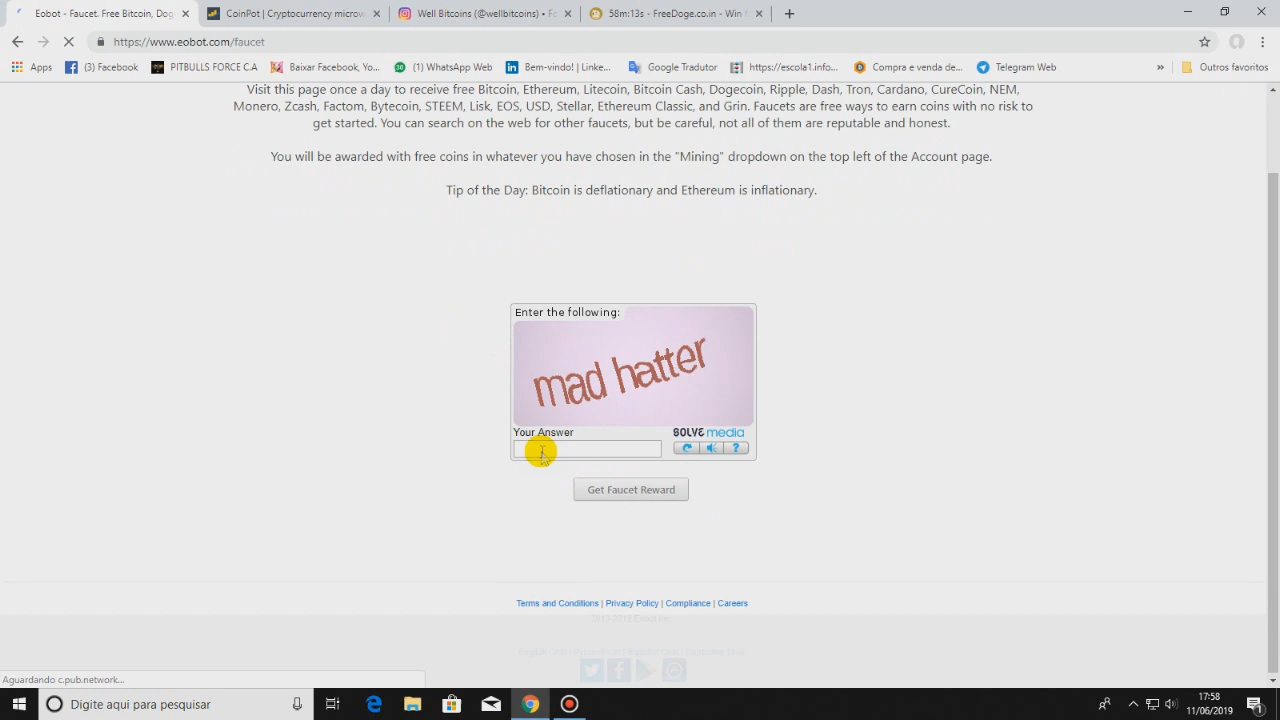 Eobot - Faucet. Free Bitcoin, Dog
CoinPot | Cryptocurrency microw
Well Bitcoins (@wellbitcoins) • Fo
58m:13s - FreeDoge.co.in - Win f
https://www.eobot.com/faucet
Apps
(3) Facebook
PITBULLS FORCE C.A
Baixar Facebook, Yo...
(1) WhatsApp Web
Bem-vindo! | Linke...
Google Tradutor
https://escola1.info...
Compra e venda de...
Telegram Web
»
Outros favoritos
Visit this page once a day to receive free Bitcoin, Ethereum, Litecoin, Bitcoin Cash, Dogecoin, Ripple, Dash, Tron, Cardano, CureCoin, NEM,
Monero, Zcash, Factom, Bytecoin, STEEM, Lisk, EOS, USD, Stellar, Ethereum Classic, and Grin. Faucets are free ways to earn coins with no risk to
get started. You can search on the web for other faucets, but be careful, not all of them are reputable and honest.
You will be awarded with free coins in whatever you have chosen in the "Mining" dropdown on the top left of the Account page.
Tip of the Day: Bitcoin is deflationary and Ethereum is inflationary.
Enter the following:
mad hatter
Your Answer
SOLVE media
?
Get Faucet Reward
Terms and Conditions | Privacy Policy | Compliance | Careers
Aguardando c.pub.network...
Digite aqui para pesquisar
17:58
11/06/2019